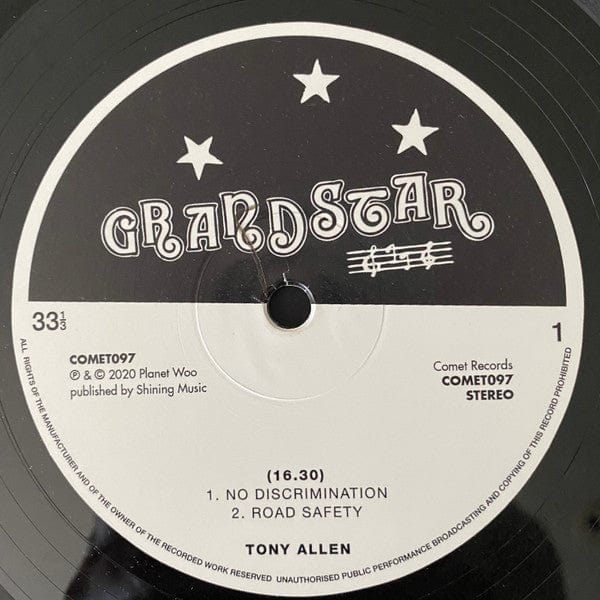 GRANDSTAR
33⅓
1
COMET097
℗ & © 2020 Planet Woo
published by Shining Music
Comet Records
COMET097
STEREO
(16.30)
1. NO DISCRIMINATION
2. ROAD SAFETY
TONY ALLEN
ALL RIGHTS OF THE MANUFACTURER AND OF THE OWNER OF THE RECORDED WORK RESERVED UNAUTHORISED PUBLIC PERFORMANCE BROADCASTING AND COPYING OF THIS RECORD PROHIBITED